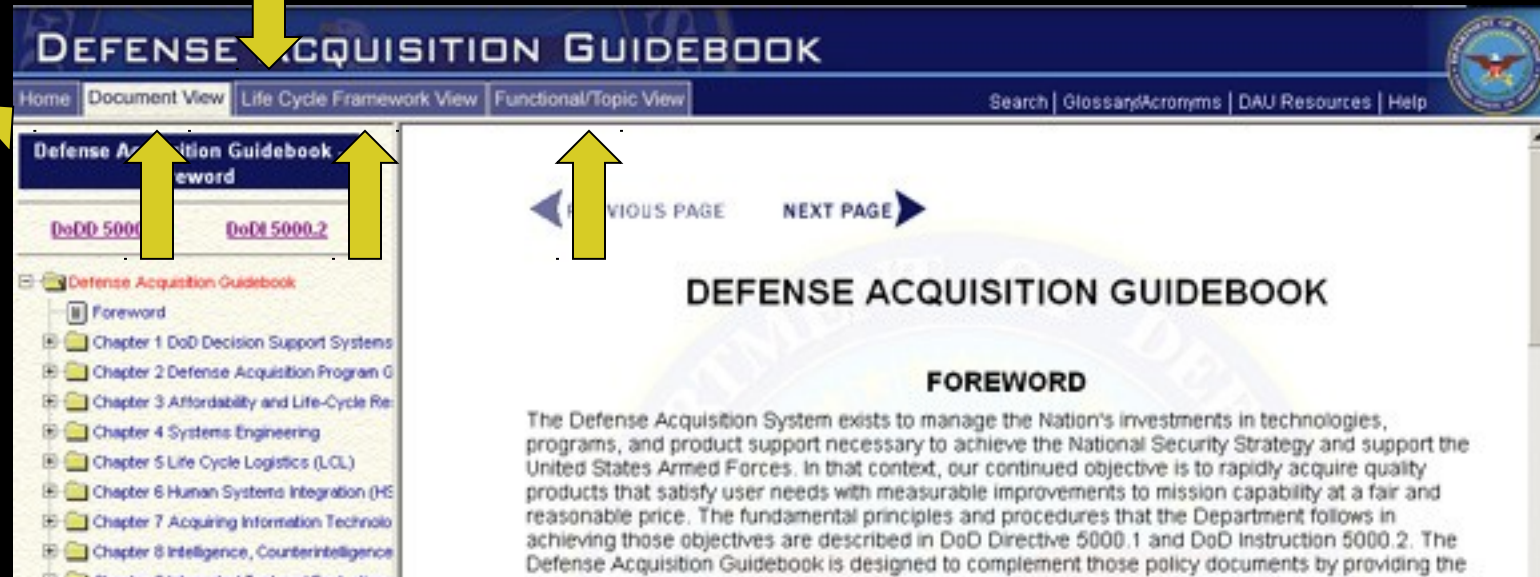 DEFENSE ACQUISITION GUIDEBOOK
Home Document View Life Cycle Framework View Functional/Topic View Search | Glossary/Acronyms | DAU Resources | Help
Defense Acquisition Guidebook -
eword
DoDD 5000 DoDI 5000.2
PREVIOUS PAGE NEXT PAGE
Defense Acquisition Guidebook
Foreword
Chapter 1 DoD Decision Support Systems
Chapter 2 Defense Acquisition Program G
Chapter 3 Affordability and Life-Cycle Re
Chapter 4 Systems Engineering
Chapter 5 Life Cycle Logistics (LCL)
Chapter 6 Human Systems Integration (HS
Chapter 7 Acquiring Information Technolo
Chapter 8 Intelligence, Counterintelligence
DEFENSE ACQUISITION GUIDEBOOK
FOREWORD
The Defense Acquisition System exists to manage the Nation's investments in technologies,
programs, and product support necessary to achieve the National Security Strategy and support the
United States Armed Forces. In that context, our continued objective is to rapidly acquire quality
products that satisfy user needs with measurable improvements to mission capability at a fair and
reasonable price. The fundamental principles and procedures that the Department follows in
achieving those objectives are described in DoD Directive 5000.1 and DoD Instruction 5000.2. The
Defense Acquisition Guidebook is designed to complement those policy documents by providing the